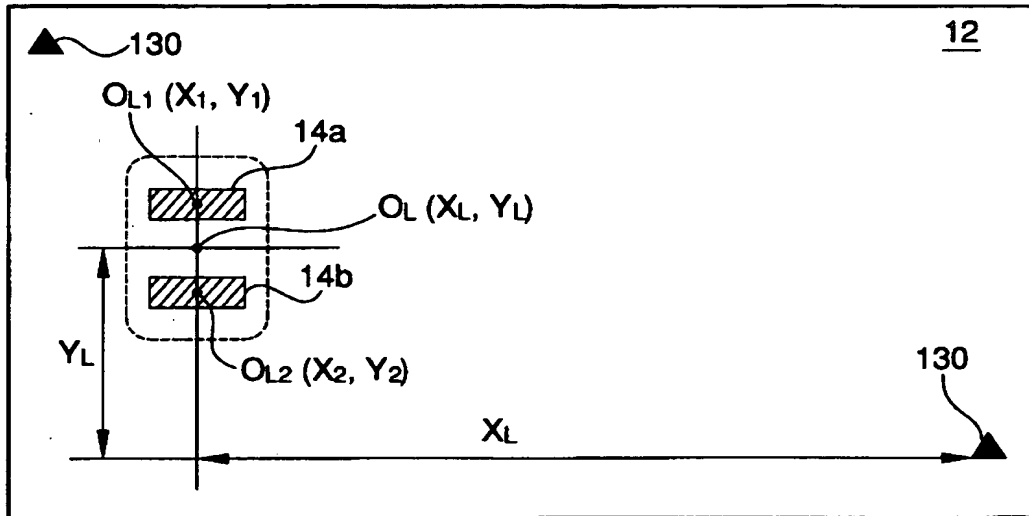 130
12
OL1 (X1, Y1)
14a
OL (XL, YL)
14b
YL
OL2 (X2, Y2)
130
XL